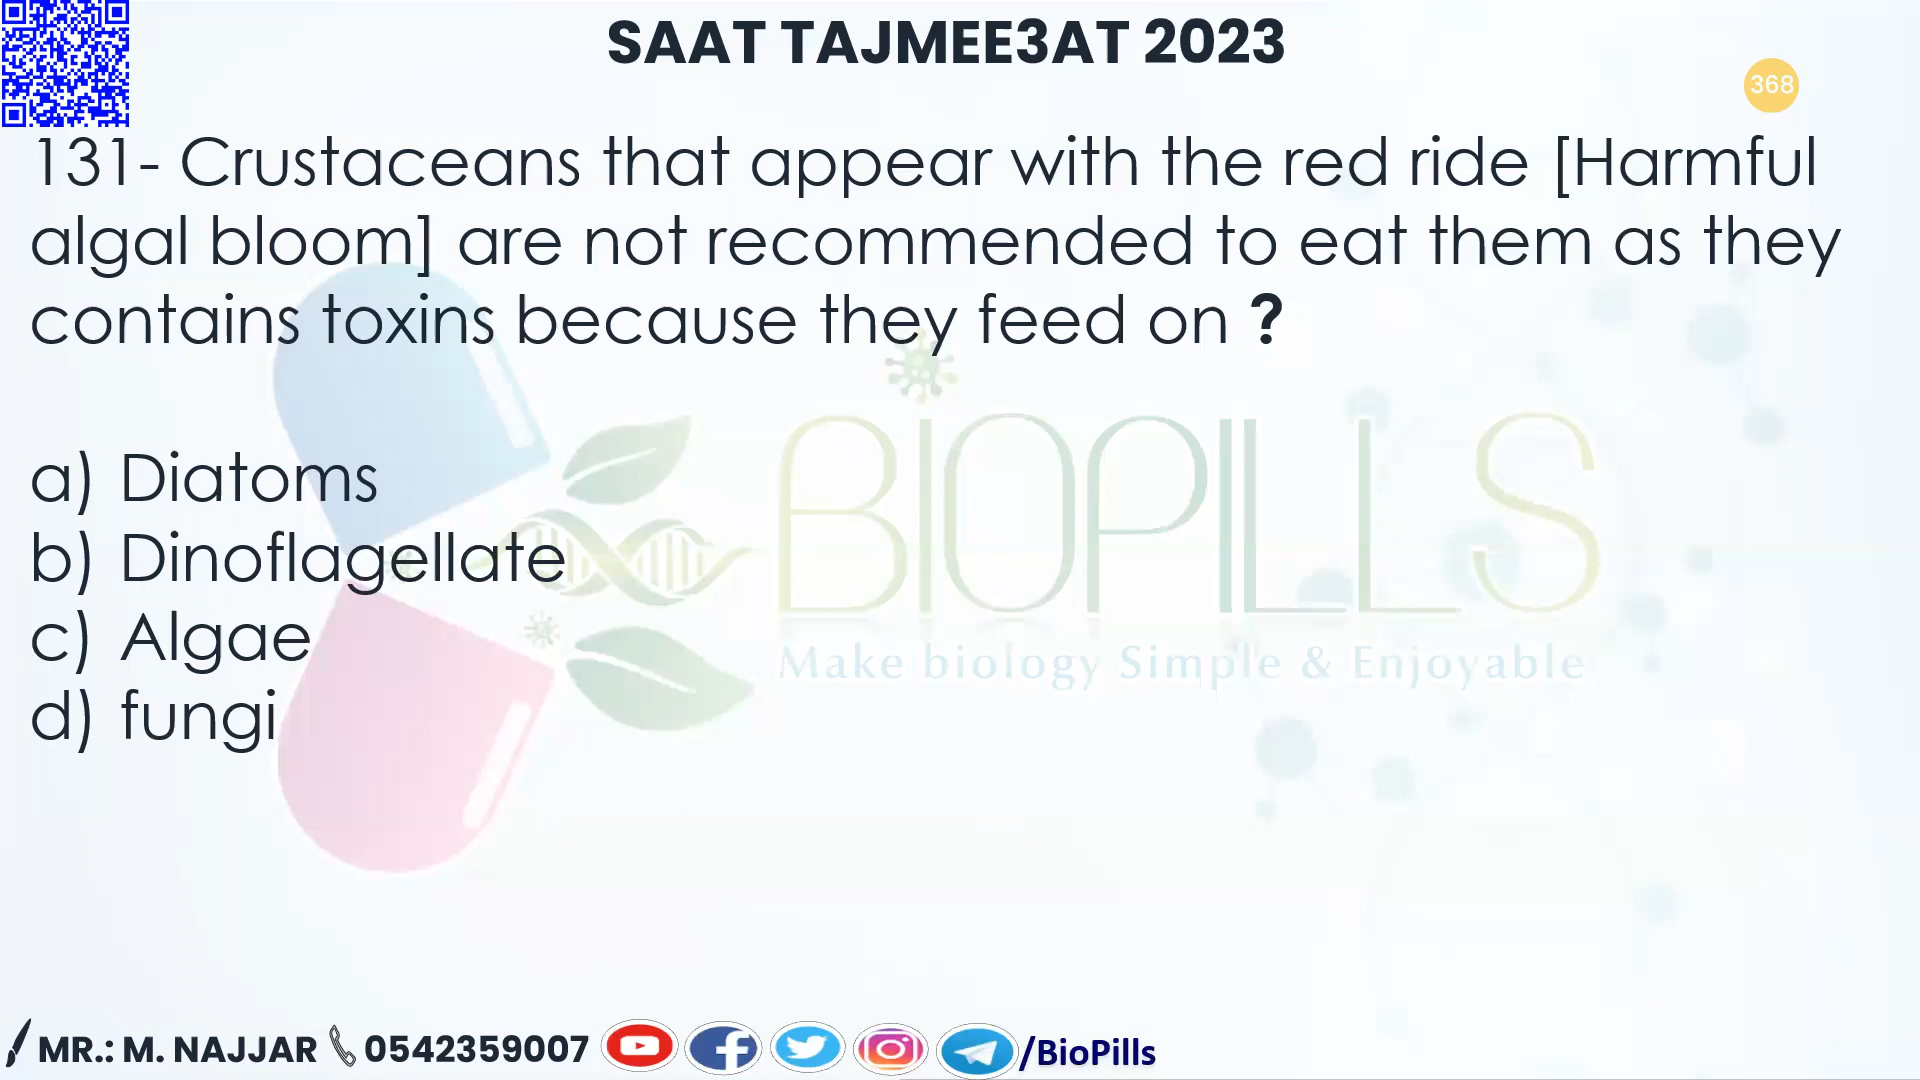 SAAT TAJMEE3AT 2023
368
131- Crustaceans that appear with the red ride [Harmful
algal bloom] are not recommended to eat them as they
contains toxins because they feed on ?
a) Diatoms
b) Dinoflagellate
c) Algae
d) fungi
BIOPILLS
Make biology Simple & Enjoyable
MR.: M. NAJJAR 0542359007 /BioPills